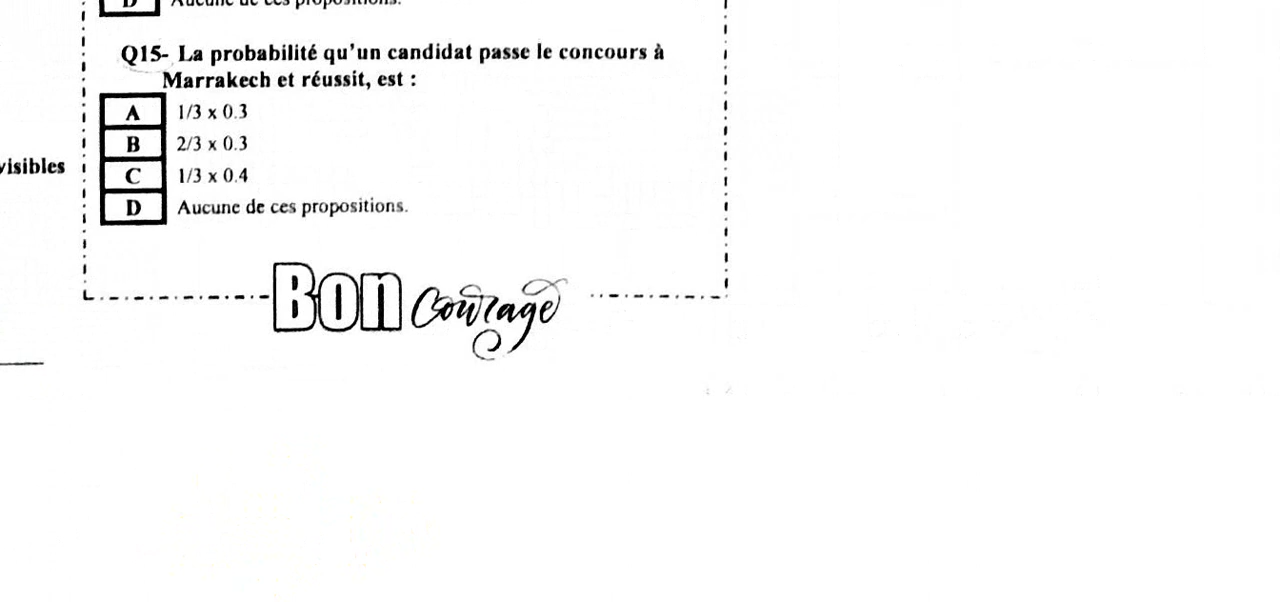 D Aucune de ces propositions.
Q15- La probabilité qu'un candidat passe le concours à
Marrakech et réussit, est :
A 1/3 x 0.3
B 2/3 x 0.3
visibles
C 1/3 x 0.4
D Aucune de ces propositions.
Bon Courage